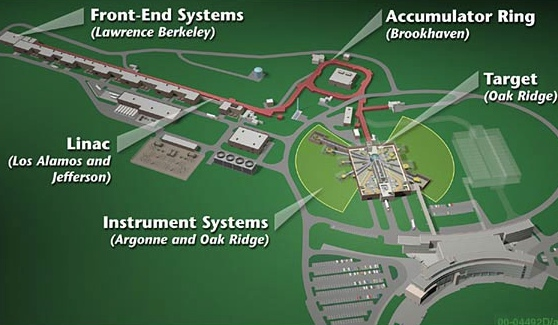 Front-End Systems
(Lawrence Berkeley)
Accumulator Ring
(Brookhaven)
Target
(Oak Ridge)
Linac
(Los Alamos and
Jefferson)
Instrument Systems
(Argonne and Oak Ridge)